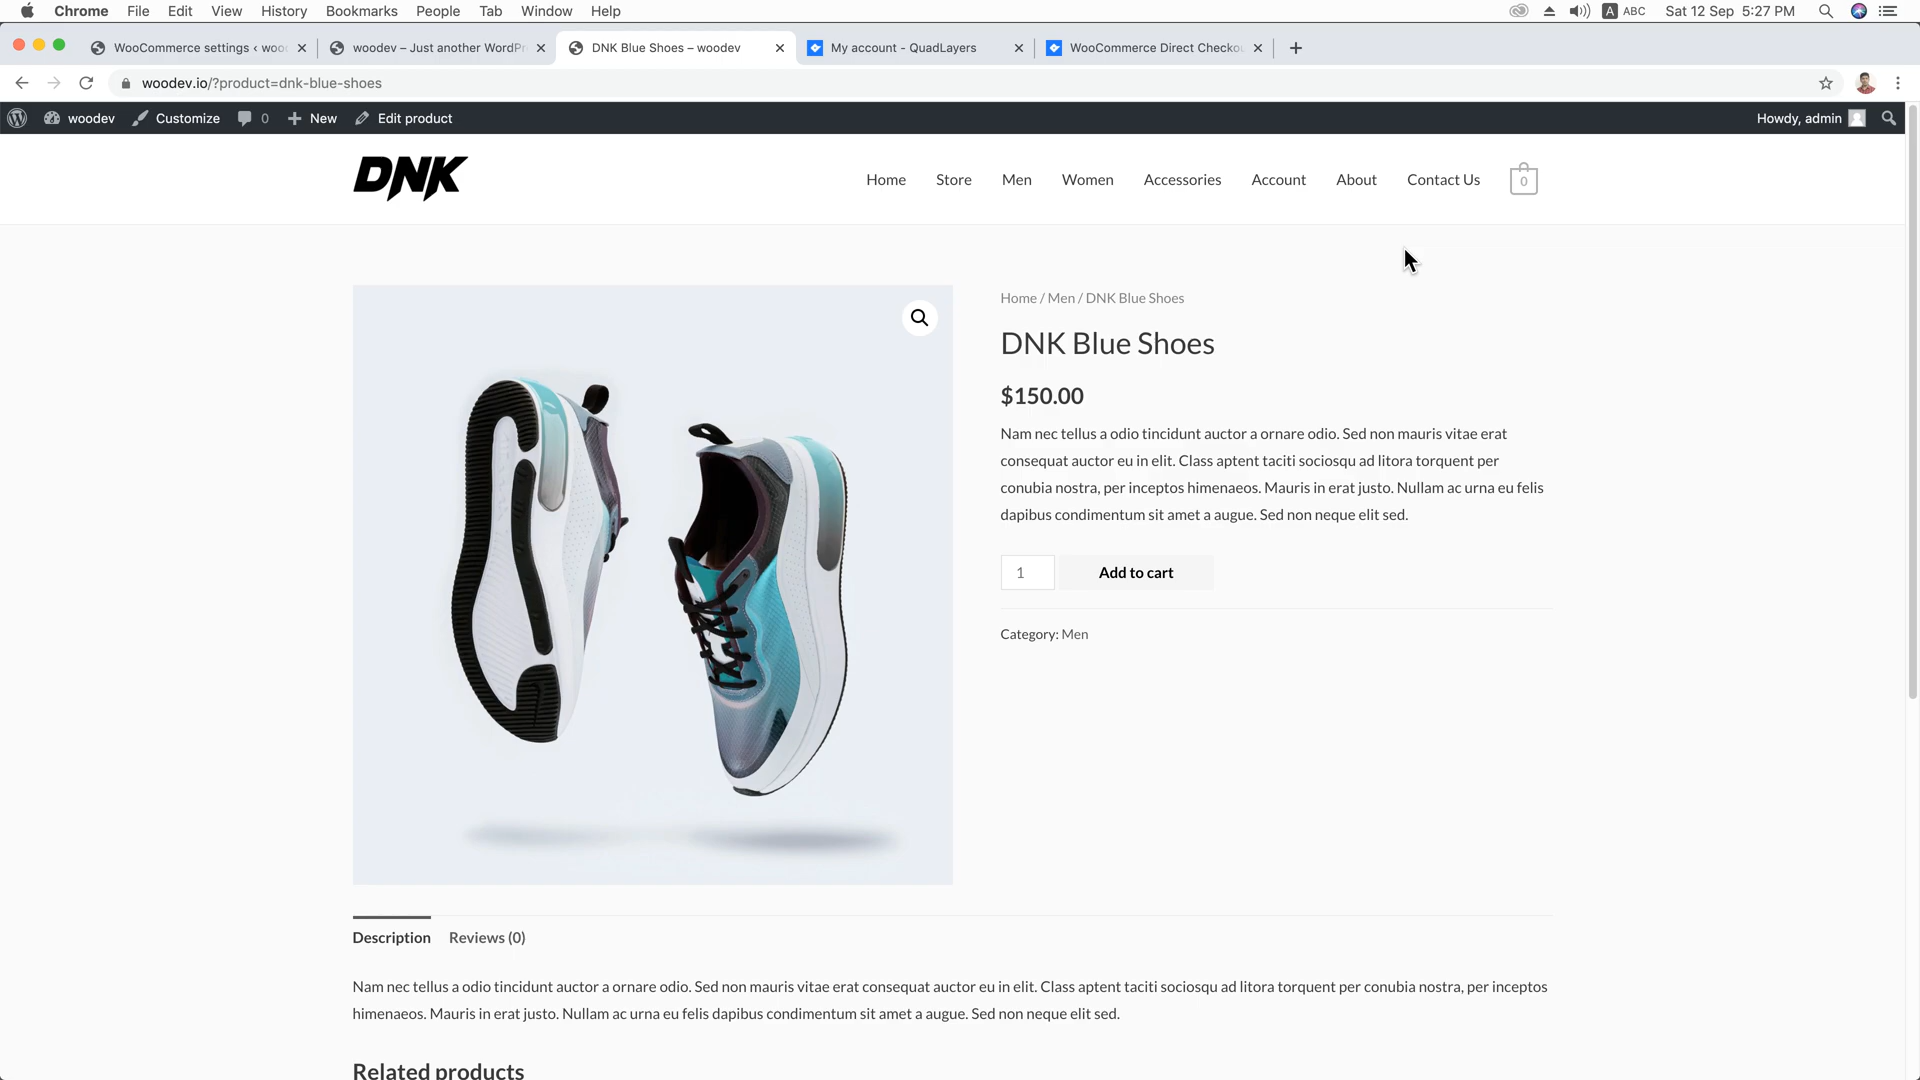 Chrome File Edit View History Bookmarks People Tab Window Help
A ABC Sat 12 Sep 5:27 PM
WooCommerce settings ‹ woo
woodev – Just another WordPr
DNK Blue Shoes – woodev
My account - QuadLayers
WooCommerce Direct Checkou
woodev.io/?product=dnk-blue-shoes
woodev Customize 0 New Edit product
Howdy, admin
DNK
Home Store Men Women Accessories Account About Contact Us 0
Home / Men / DNK Blue Shoes
DNK Blue Shoes
$150.00
Nam nec tellus a odio tincidunt auctor a ornare odio. Sed non mauris vitae erat
consequat auctor eu in elit. Class aptent taciti sociosqu ad litora torquent per
conubia nostra, per inceptos himenaeos. Mauris in erat justo. Nullam ac urna eu felis
dapibus condimentum sit amet a augue. Sed non neque elit sed.
1 Add to cart
Category: Men
Description Reviews (0)
Nam nec tellus a odio tincidunt auctor a ornare odio. Sed non mauris vitae erat consequat auctor eu in elit. Class aptent taciti sociosqu ad litora torquent per conubia nostra, per inceptos
himenaeos. Mauris in erat justo. Nullam ac urna eu felis dapibus condimentum sit amet a augue. Sed non neque elit sed.
Related products